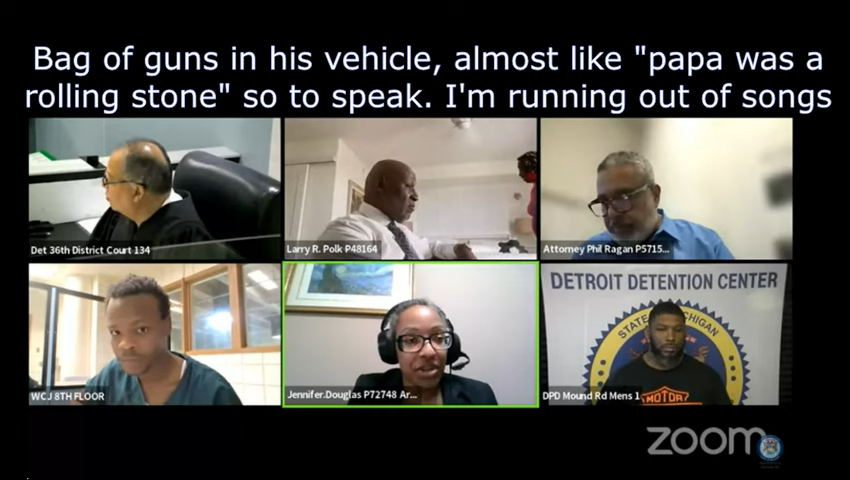 Bag of guns in his vehicle, almost like "papa was a
rolling stone" so to speak. I'm running out of songs
Det 36th District Court 134
Larry R. Polk P48164
Attorney Phil Ragan P5715...
WCJ 8TH FLOOR
Jennifer.Douglas P72748 Ar...
DETROIT DETENTION CENTER
STATE
MICHIGAN
MOTOR
DPD Mound Rd Mens 1
zoom